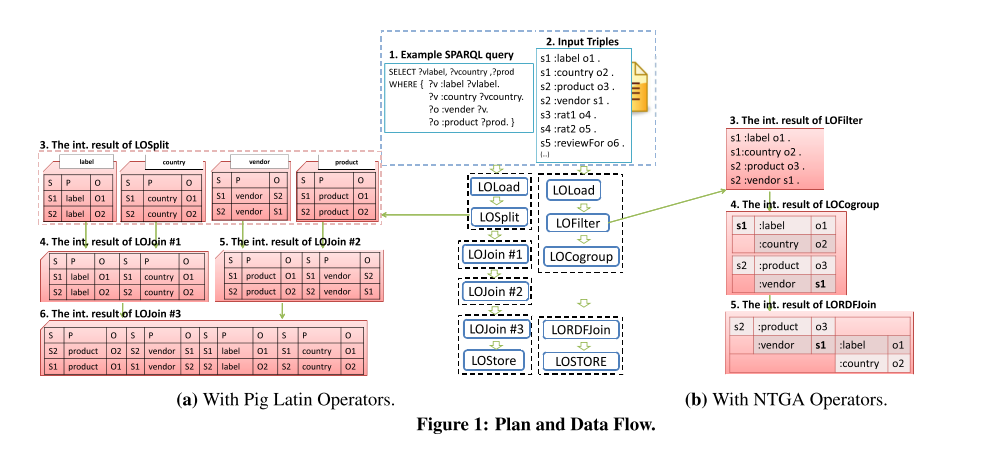 1. Example SPARQL query
SELECT ?vlabel, ?vcountry ,?prod
WHERE { ?v :label ?vlabel.
?v :country ?vcountry.
?o :vender ?v.
?o :product ?prod. }
2. Input Triples
s1 :label o1 .
s1 :country o2 .
s2 :product o3 .
s2 :vendor s1 .
s3 :rat1 o4 .
s4 :rat2 o5 .
s5 :reviewFor o6 .
(..)
3. The int. result of LOSplit
label country vendor product
S P O S P O S P O S P O
S1 label O1 S1 country O1 S1 vendor S2 S1 product O1
S2 label O2 S2 country O2 S2 vendor S1 S2 product O2
4. The int. result of LOJoin #1
S P O S P O
S1 label O1 S1 country O1
S2 label O2 S2 country O2
5. The int. result of LOJoin #2
S P O S P O
S1 product O1 S1 vendor S2
S2 product O2 S2 vendor S1
6. The int. result of LOJoin #3
S P O S P O S P O S P O
S2 product O2 S2 vendor S1 S1 label O1 S1 country O1
S1 product O1 S1 vendor S2 S2 label O2 S2 country O2
LOLoad
LOSplit
LOJoin #1
LOJoin #2
LOJoin #3
LOStore
LOLoad
LOFilter
LOCogroup
LORDFJoin
LOSTORE
3. The int. result of LOFilter
s1 :label o1 .
s1:country o2 .
s2 :product o3 .
s2 :vendor s1 .
4. The int. result of LOCogroup
s1 :label o1
:country o2
s2 :product o3
:vendor s1
5. The int. result of LORDFJoin
s2 :product o3
:vendor s1 :label o1
:country o2
(a) With Pig Latin Operators.
(b) With NTGA Operators.
Figure 1: Plan and Data Flow.